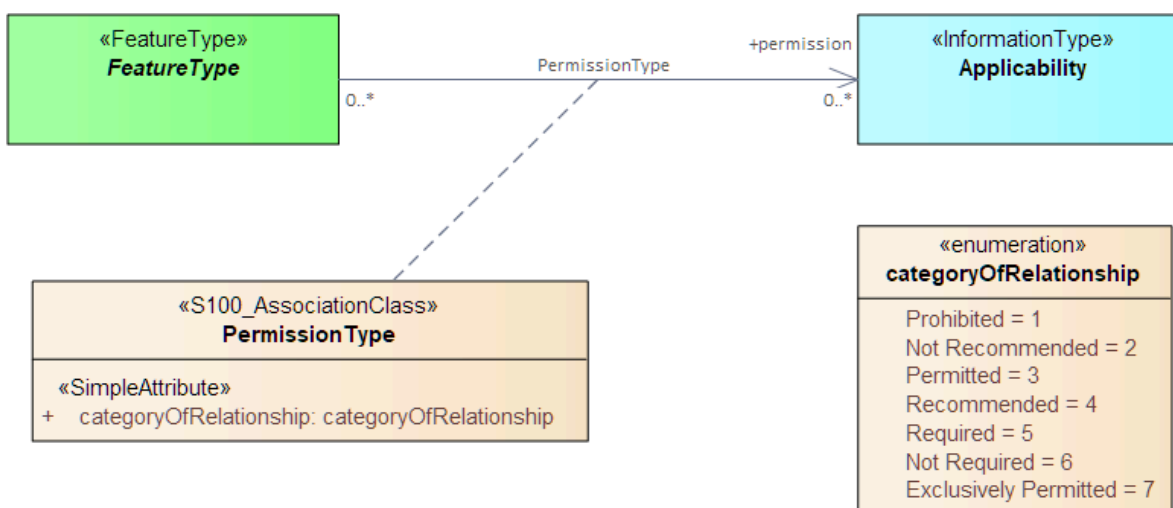 «FeatureType»
FeatureType
0..*
PermissionType
+permission
0..*
«InformationType»
Applicability
«S100_AssociationClass»
PermissionType
«SimpleAttribute»
+ categoryOfRelationship: categoryOfRelationship
«enumeration»
categoryOfRelationship
Prohibited = 1
Not Recommended = 2
Permitted = 3
Recommended = 4
Required = 5
Not Required = 6
Exclusively Permitted = 7